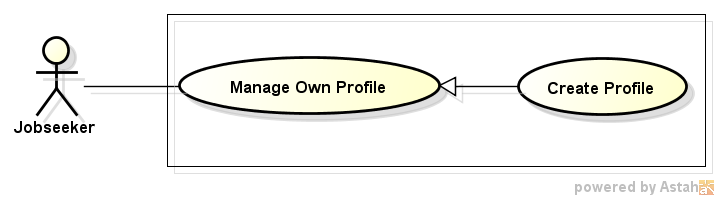 Manage Own Profile
Create Profile
Jobseeker
powered by Astah